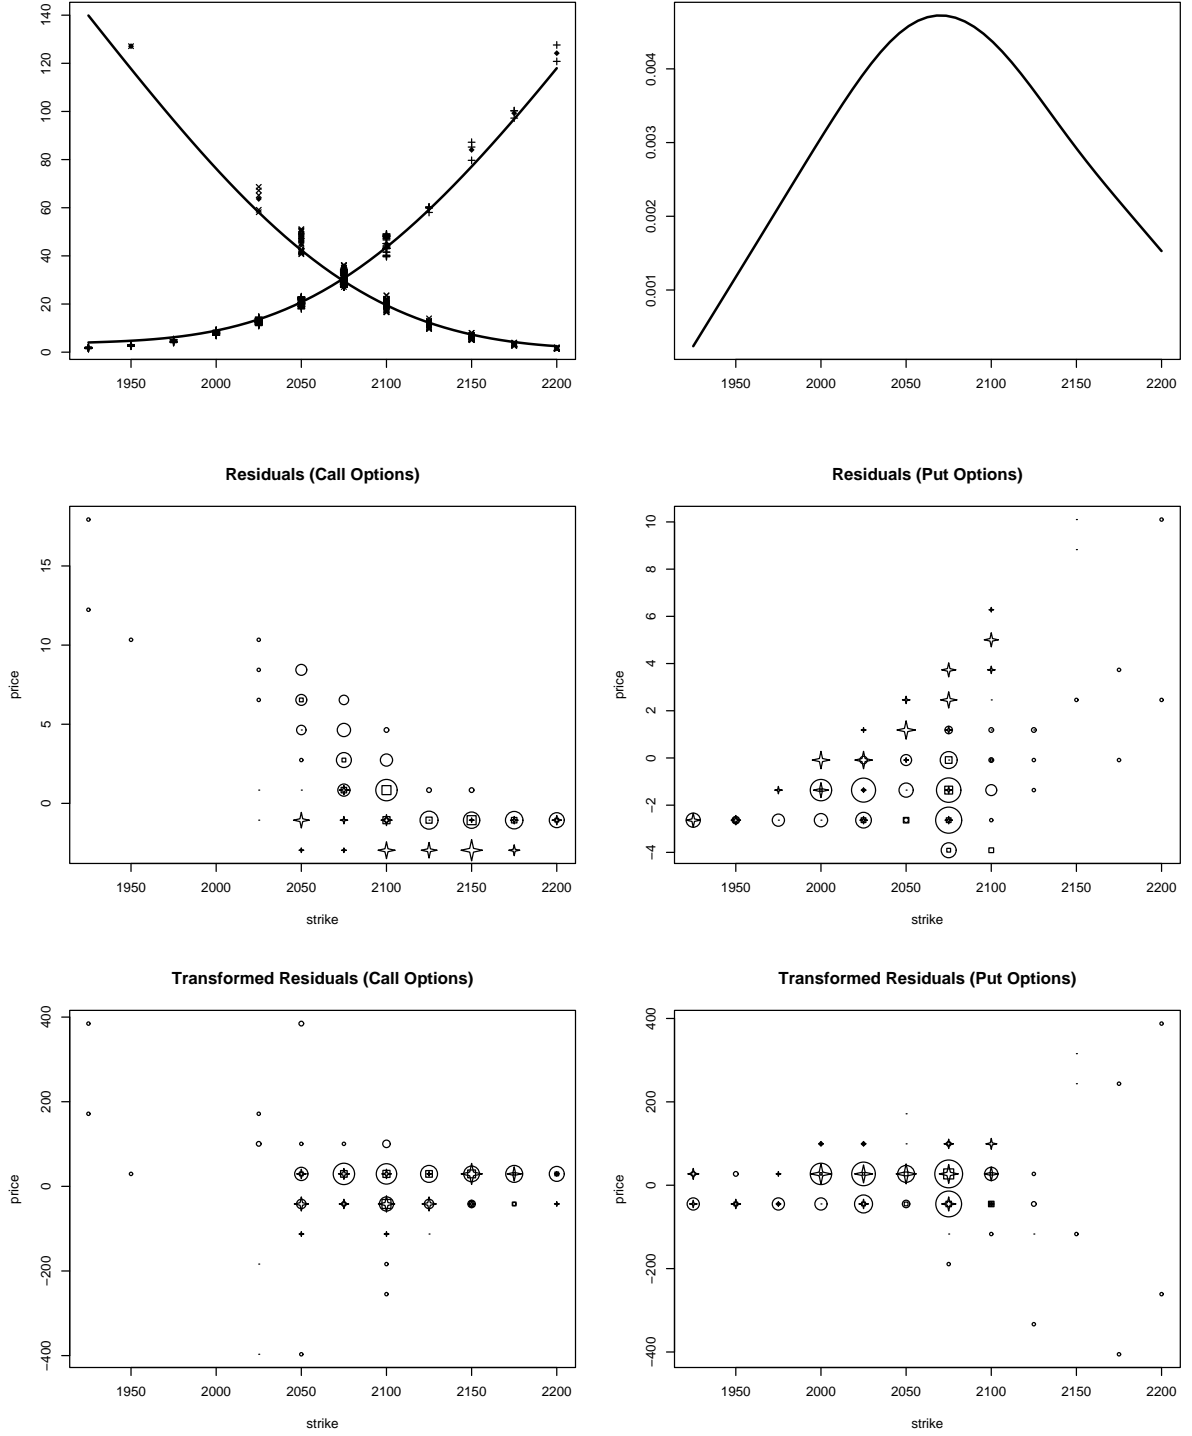 0 20 40 60 80 100 120 140
1950 2000 2050 2100 2150 2200
0.001 0.002 0.003 0.004
1950 2000 2050 2100 2150 2200
Residuals (Call Options)
price
0 5 10 15
1950 2000 2050 2100 2150 2200
strike
Residuals (Put Options)
price
−4 −2 0 2 4 6 8 10
1950 2000 2050 2100 2150 2200
strike
Transformed Residuals (Call Options)
price
−400 −200 0 200 400
1950 2000 2050 2100 2150 2200
strike
Transformed Residuals (Put Options)
price
−400 −200 0 200 400
1950 2000 2050 2100 2150 2200
strike